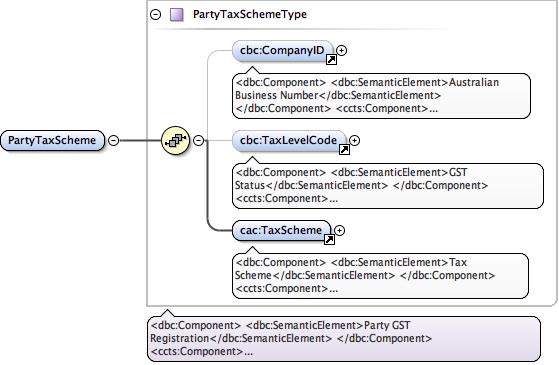 PartyTaxSchemeType
cbc:CompanyID
<dbc:Component> <dbc:SemanticElement>Australian
Business Number</dbc:SemanticElement>
</dbc:Component> <ccts:Component>...
PartyTaxScheme
cbc:TaxLevelCode
<dbc:Component> <dbc:SemanticElement>GST
Status</dbc:SemanticElement> </dbc:Component>
<ccts:Component>...
cac:TaxScheme
<dbc:Component> <dbc:SemanticElement>Tax
Scheme</dbc:SemanticElement> </dbc:Component>
<ccts:Component>...
<dbc:Component> <dbc:SemanticElement>Party GST
Registration</dbc:SemanticElement> </dbc:Component>
<ccts:Component>...